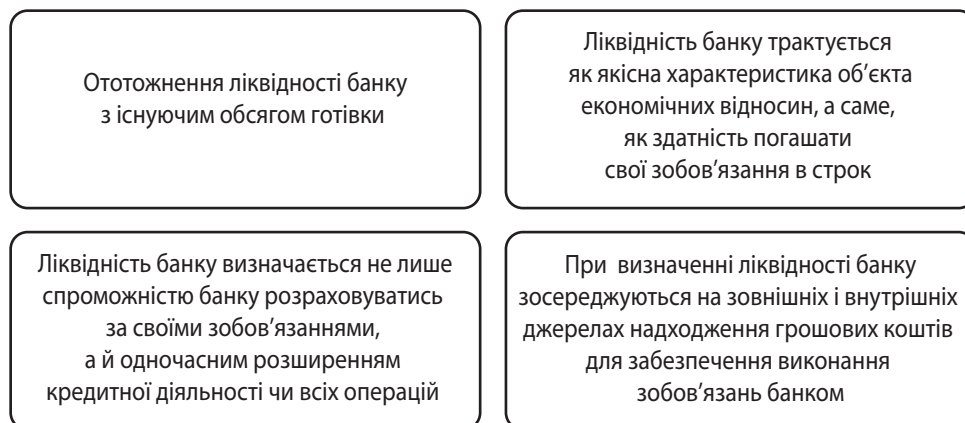 Ототожнення ліквідності банку
з існуючим обсягом готівки
Ліквідність банку трактується
як якісна характеристика об’єкта
економічних відносин, а саме,
як здатність погашати
свої зобов’язання в строк
Ліквідність банку визначається не лише
спроможністю банку розраховуватись
за своїми зобов’язаннями,
а й одночасним розширенням
кредитної діяльності чи всіх операцій
При визначенні ліквідності банку
зосереджуються на зовнішніх і внутрішніх
джерелах надходження грошових коштів
для забезпечення виконання
зобов’язань банком